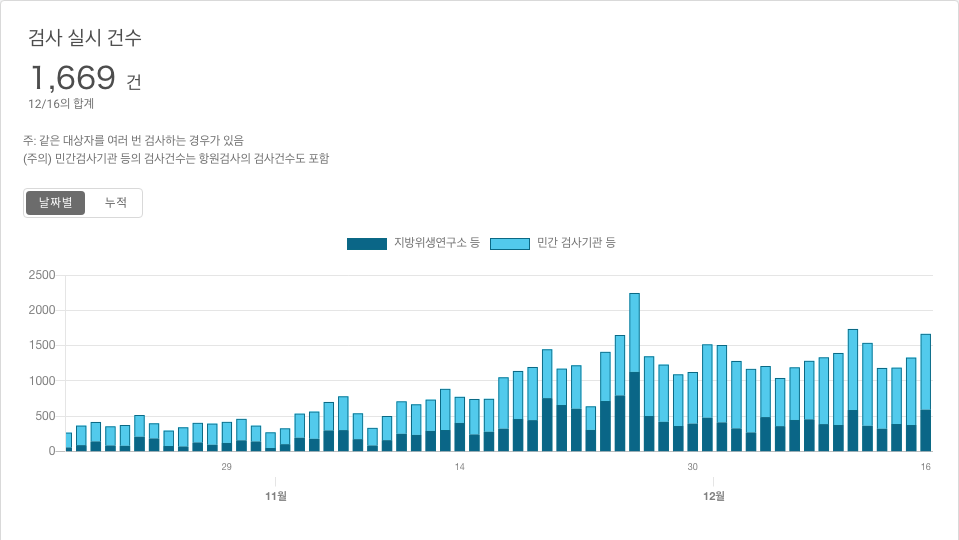 검사 실시 건수
1,669 건
12/16의 합계
주: 같은 대상자를 여러 번 검사하는 경우가 있음
(주의) 민간검사기관 등의 검사건수는 항원검사의 검사건수도 포함
날짜별 누적
지방위생연구소 등 민간 검사기관 등
2500
2000
1500
1000
500
0
29 14 30 16
11월 12월